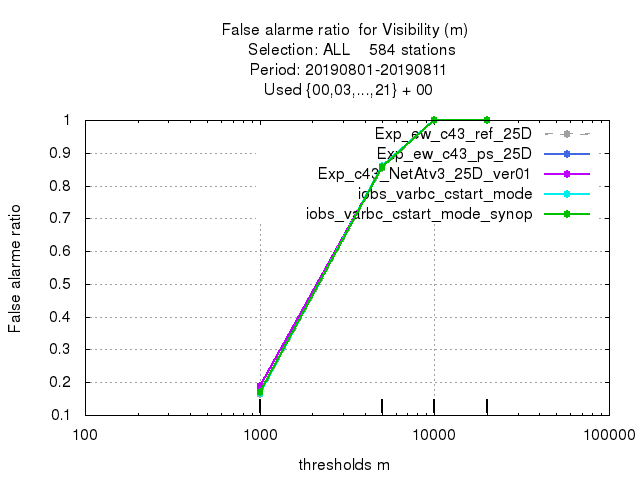 False alarme ratio  for Visibility (m)
Selection: ALL    584 stations
Period: 20190801-20190811
Used {00,03,...,21} + 00
False alarme ratio
1
0.9
0.8
0.7
0.6
0.5
0.4
0.3
0.2
0.1
Exp_ew_c43_ref_25D
Exp_ew_c43_ps_25D
Exp_c43_NetAtv3_25D_ver01
iobs_varbc_cstart_mode
iobs_varbc_cstart_mode_synop
100
1000
10000
100000
thresholds m